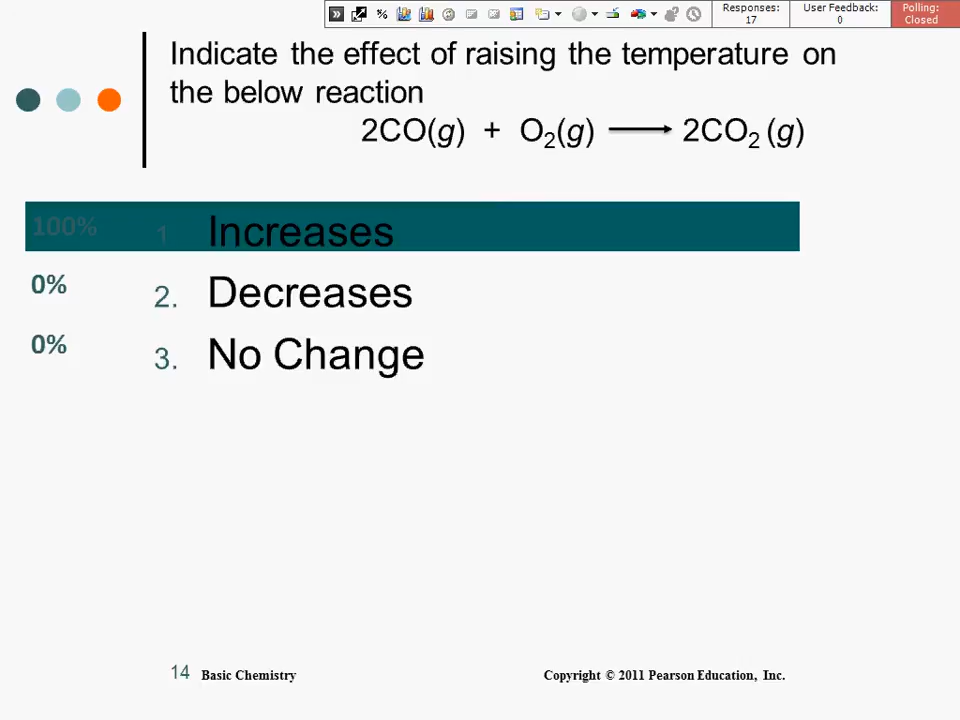 Responses: 17
User Feedback: 0
Polling: Closed
Indicate the effect of raising the temperature on
the below reaction
2CO(g) + O₂(g) ⟶ 2CO₂ (g)
100% 1 Increases
0% 2. Decreases
0% 3. No Change
14 Basic Chemistry Copyright © 2011 Pearson Education, Inc.